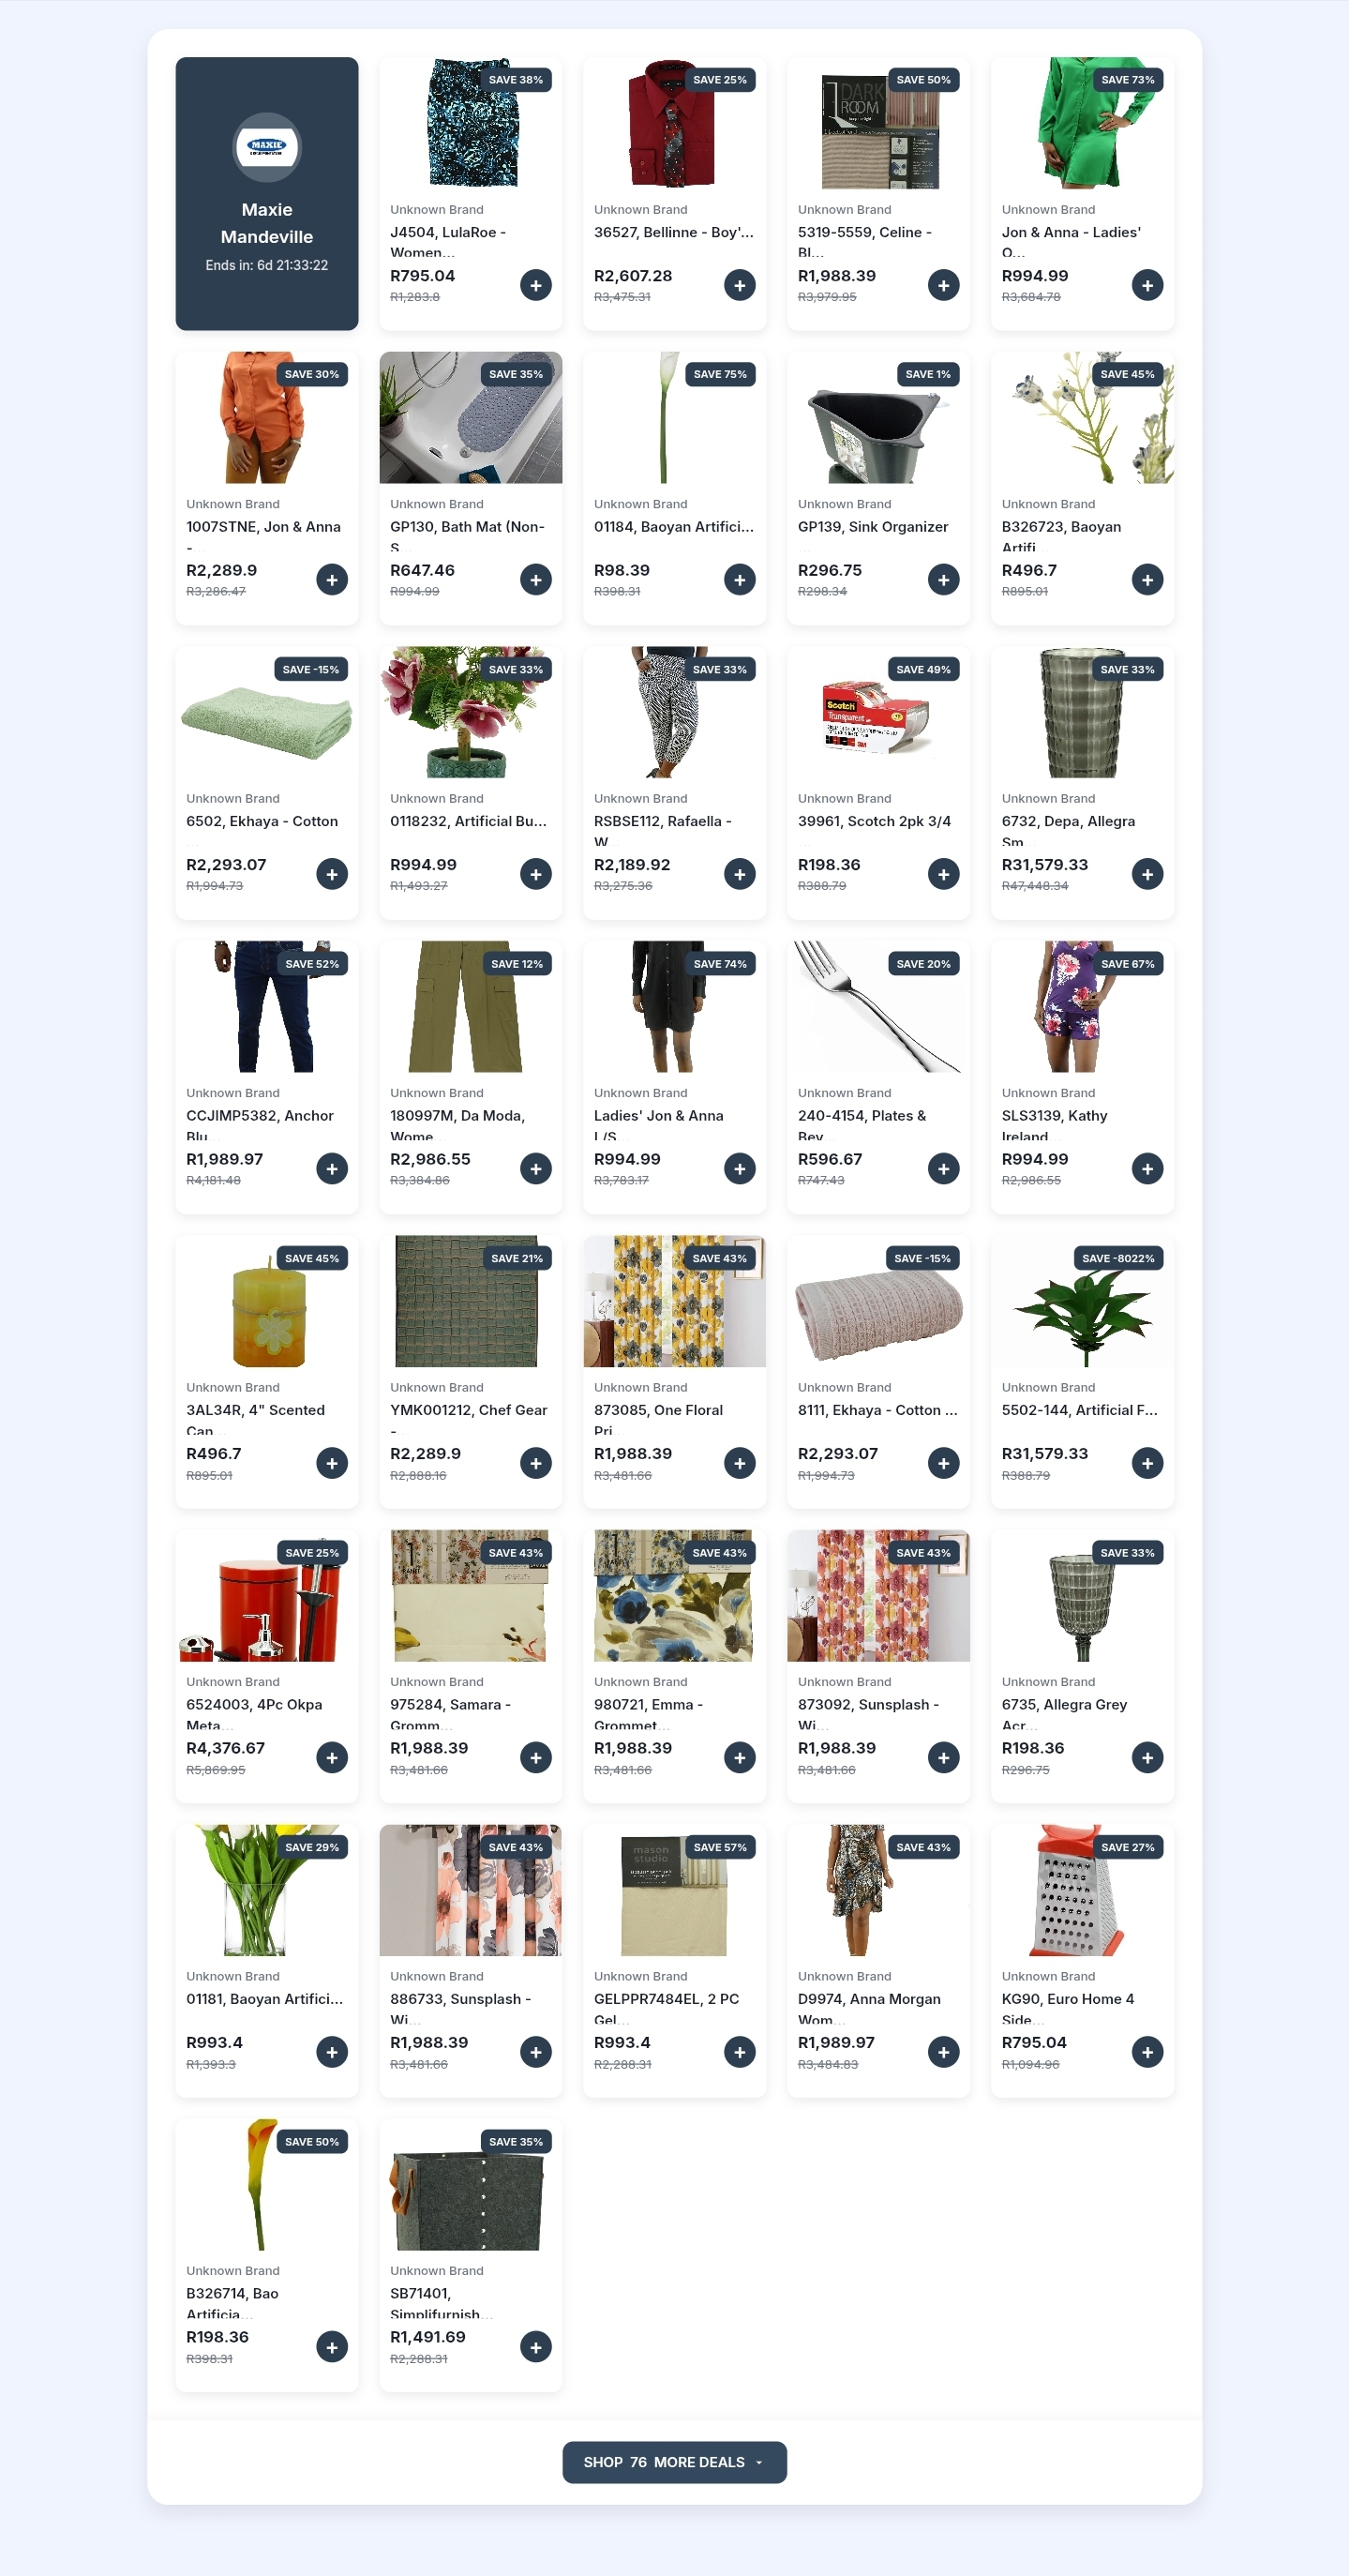 MAXIE
Maxie
Mandeville
Ends in: 6d 21:33:22
SAVE 38%
Unknown Brand
J4504, LulaRoe -
Women...
R795.04
R1,283.8
+
SAVE 25%
Unknown Brand
36527, Bellinne - Boy'...
R2,607.28
R3,475.31
+
SAVE 50%
DARK
ROOM
Unknown Brand
5319-5559, Celine -
Bl...
R1,988.39
R3,979.95
+
SAVE 73%
Unknown Brand
Jon & Anna - Ladies'
O...
R994.99
R3,684.78
+
SAVE 30%
Unknown Brand
1007STNE, Jon & Anna
-...
R2,289.9
R3,286.47
+
SAVE 35%
Unknown Brand
GP130, Bath Mat (Non-
S...
R647.46
R994.99
+
SAVE 75%
Unknown Brand
01184, Baoyan Artifici...
R98.39
R398.31
+
SAVE 1%
Unknown Brand
GP139, Sink Organizer
...
R296.75
R298.34
+
SAVE 45%
Unknown Brand
B326723, Baoyan
Artifi...
R496.7
R895.01
+
SAVE -15%
Unknown Brand
6502, Ekhaya - Cotton
...
R2,293.07
R1,994.73
+
SAVE 33%
Unknown Brand
0118232, Artificial Bu...
R994.99
R1,493.27
+
SAVE 33%
Unknown Brand
RSBSE112, Rafaella -
W...
R2,189.92
R3,275.36
+
SAVE 49%
Scotch
Transparent
3M
Unknown Brand
39961, Scotch 2pk 3/4
...
R198.36
R388.79
+
SAVE 33%
Unknown Brand
6732, Depa, Allegra
Sm...
R31,579.33
R47,448.34
+
SAVE 52%
Unknown Brand
CCJIMP5382, Anchor
Blu...
R1,989.97
R4,181.48
+
SAVE 12%
Unknown Brand
180997M, Da Moda,
Wome...
R2,986.55
R3,384.86
+
SAVE 74%
Unknown Brand
Ladies' Jon & Anna
L/S...
R994.99
R3,783.17
+
SAVE 20%
Unknown Brand
240-4154, Plates &
Bev...
R596.67
R747.43
+
SAVE 67%
Unknown Brand
SLS3139, Kathy
Ireland...
R994.99
R2,986.55
+
SAVE 45%
Unknown Brand
3AL34R, 4" Scented
Can...
R496.7
R895.01
+
SAVE 21%
Unknown Brand
YMK001212, Chef Gear
-...
R2,289.9
R2,888.16
+
SAVE 43%
Unknown Brand
873085, One Floral
Pri...
R1,988.39
R3,481.66
+
SAVE -15%
Unknown Brand
8111, Ekhaya - Cotton ...
R2,293.07
R1,994.73
+
SAVE -8022%
Unknown Brand
5502-144, Artificial F...
R31,579.33
R388.79
+
SAVE 25%
Unknown Brand
6524003, 4Pc Okpa
Meta...
R4,376.67
R5,869.95
+
SAVE 43%
Unknown Brand
975284, Samara -
Gromm...
R1,988.39
R3,481.66
+
SAVE 43%
Unknown Brand
980721, Emma -
Grommet...
R1,988.39
R3,481.66
+
SAVE 43%
Unknown Brand
873092, Sunsplash -
Wi...
R1,988.39
R3,481.66
+
SAVE 33%
Unknown Brand
6735, Allegra Grey
Acr...
R198.36
R296.75
+
SAVE 29%
Unknown Brand
01181, Baoyan Artifici...
R993.4
R1,393.3
+
SAVE 43%
Unknown Brand
886733, Sunsplash -
Wi...
R1,988.39
R3,481.66
+
SAVE 57%
mason
studio
Unknown Brand
GELPPR7484EL, 2 PC
Gel...
R993.4
R2,288.31
+
SAVE 43%
Unknown Brand
D9974, Anna Morgan
Wom...
R1,989.97
R3,484.83
+
SAVE 27%
Unknown Brand
KG90, Euro Home 4
Side...
R795.04
R1,094.96
+
SAVE 50%
Unknown Brand
B326714, Bao
Artificia...
R198.36
R398.31
+
SAVE 35%
Unknown Brand
SB71401,
Simplifurnish...
R1,491.69
R2,288.31
+
SHOP 76 MORE DEALS